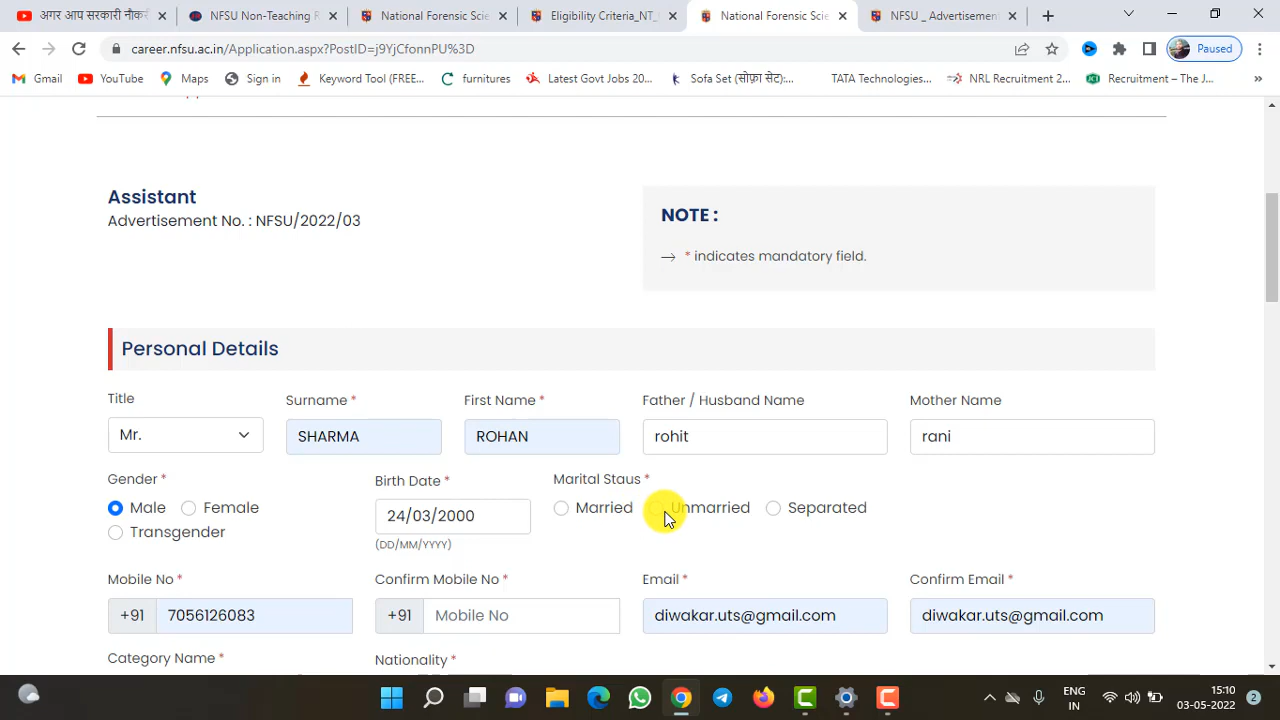 अगर आप सरकारी नौकरी
NFSU Non-Teaching R
National Forensic Scie
Eligibility Criteria_NT_
National Forensic Scie
NFSU _ Advertisement
career.nfsu.ac.in/Application.aspx?PostID=j9YjCfonnPU%3D
Paused
Gmail
YouTube
Maps
Sign in
Keyword Tool (FREE...
furnitures
Latest Govt Jobs 20...
Sofa Set (सोफ़ा सेट):...
TATA Technologies...
NRL Recruitment 2...
Recruitment – The J...
Assistant
Advertisement No. : NFSU/2022/03
NOTE :
* indicates mandatory field.
Personal Details
Title
Surname *
First Name *
Father / Husband Name
Mother Name
Mr.
SHARMA
ROHAN
rohit
rani
Gender *
Birth Date *
Marital Staus *
Male
Female
Transgender
24/03/2000
(DD/MM/YYYY)
Married
Unmarried
Separated
Mobile No *
Confirm Mobile No *
Email *
Confirm Email *
+91
7056126083
+91
Mobile No
diwakar.uts@gmail.com
diwakar.uts@gmail.com
Category Name *
Nationality *
ENG
IN
15:10
03-05-2022
2